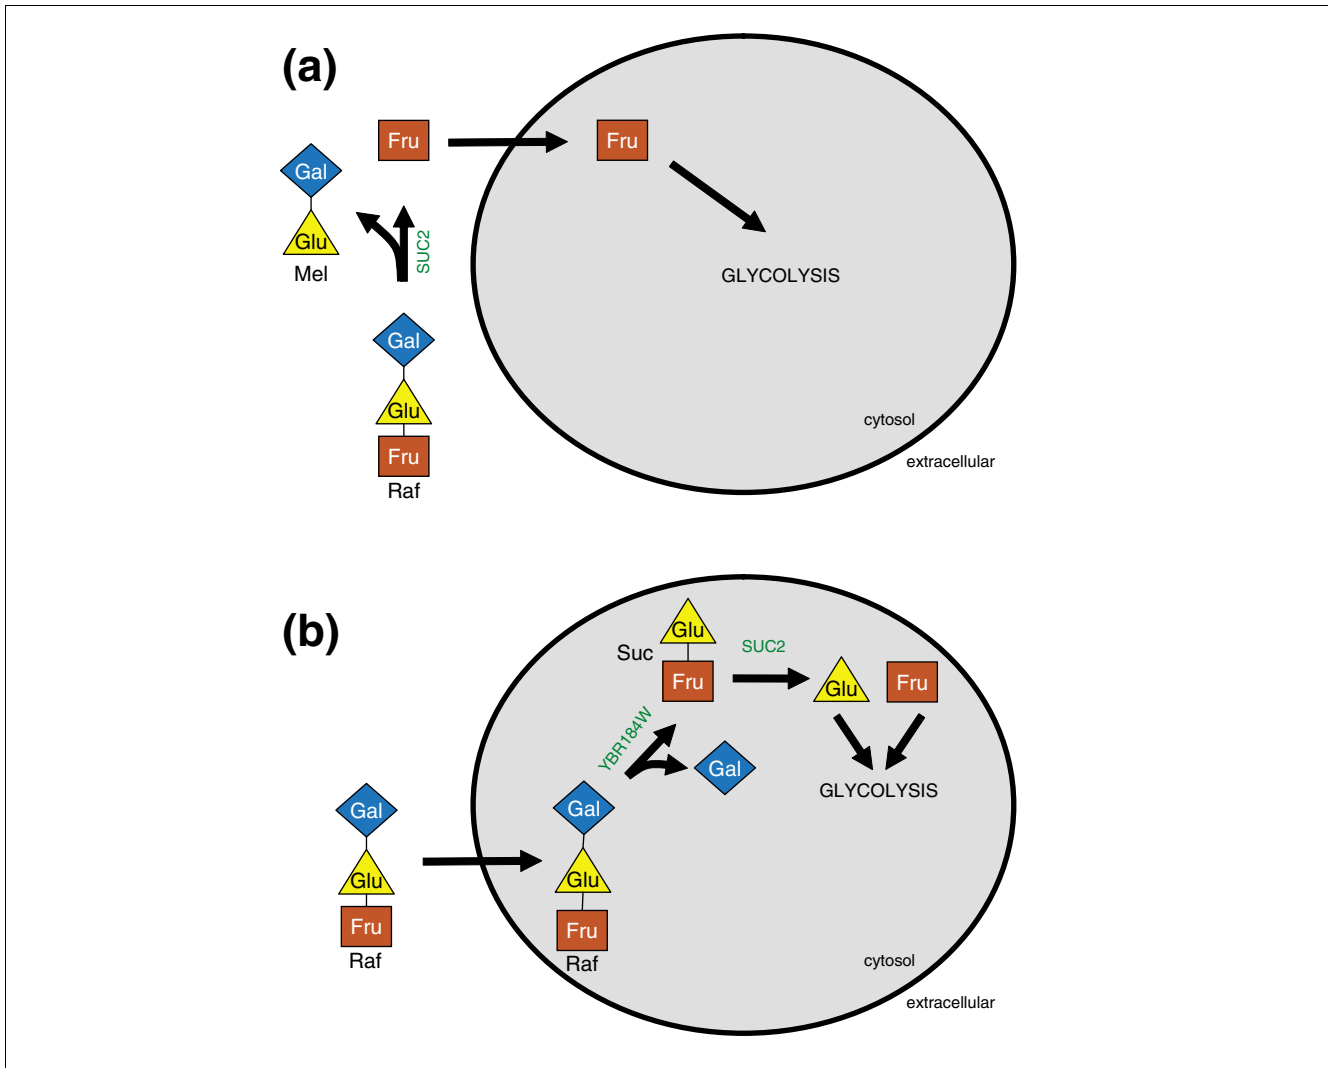 (a)
Fru
Fru
Gal
Glu
Mel
SUC2
GLYCOLYSIS
Gal
Glu
Fru
Raf
cytosol
extracellular
(b)
Glu
Suc
Fru
SUC2
Glu
Fru
YBR184W
Gal
GLYCOLYSIS
Gal
Glu
Fru
Raf
Gal
Glu
Fru
Raf
cytosol
extracellular